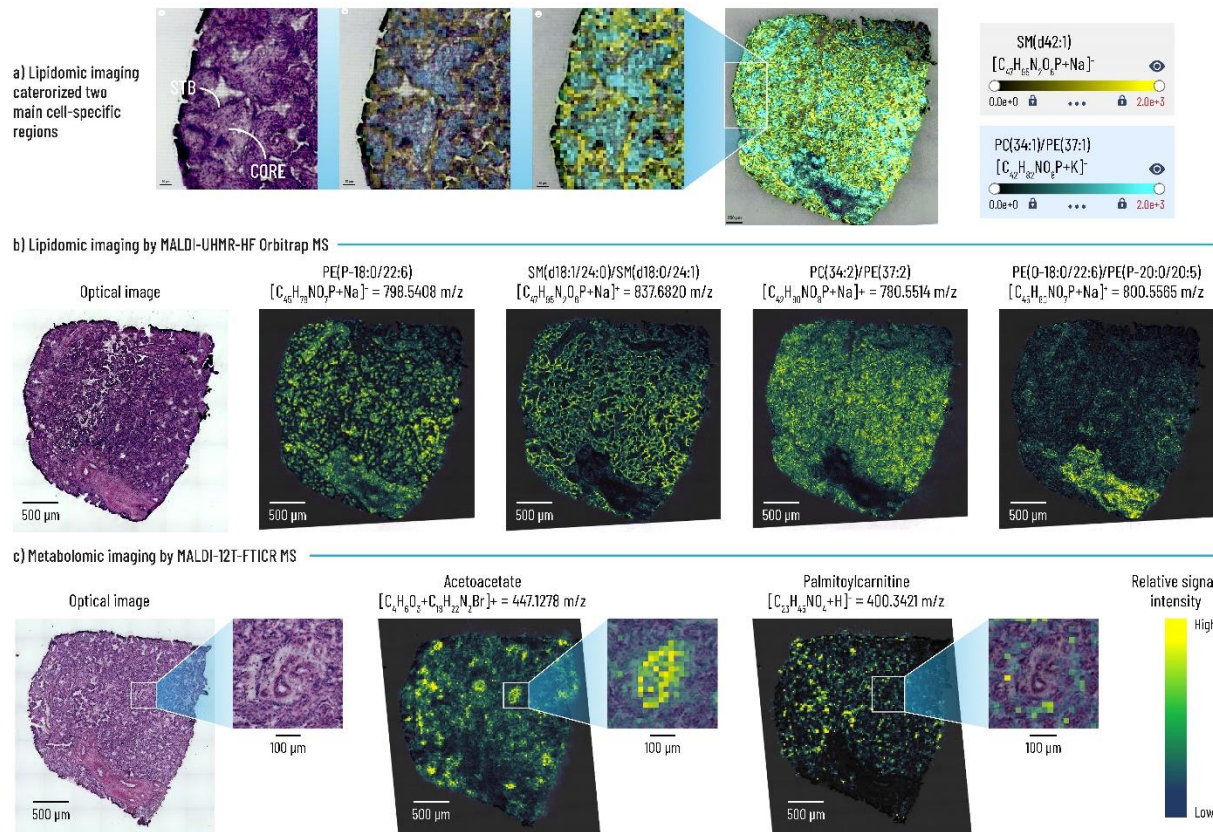 a) Lipidomic imaging
caterorized two
main cell-specific
regions
STB
CORE
SM(d42:1)
[C₄₇H₉₅N₂O₆P+Na]⁻
0.0e+0 ... 2.0e+3
PC(34:1)/PE(37:1)
[C₄₂H₈₂NO₈P+K]⁻
0.0e+0 ... 2.0e+3
b) Lipidomic imaging by MALDI-UHMR-HF Orbitrap MS
Optical image
PE(P-18:0/22:6)
[C₄₅H₇₈NO₇P+Na]⁻ = 798.5408 m/z
SM(d18:1/24:0)/SM(d18:0/24:1)
[C₄₇H₉₅N₂O₆P+Na]⁺ = 837.6820 m/z
PC(34:2)/PE(37:2)
[C₄₂H₈₀NO₈P+Na]+ = 780.5514 m/z
PE(O-18:0/22:6)/PE(P-20:0/20:5)
[C₄₅H₈₀NO₇P+Na]⁺ = 800.5565 m/z
500 µm
500 µm
500 µm
500 µm
500 µm
c) Metabolomic imaging by MALDI-12T-FTICR MS
Optical image
Acetoacetate
[C₄H₆O₃+C₁₈H₂₂N₂Br]+ = 447.1278 m/z
Palmitoylcarnitine
[C₂₃H₄₅NO₄+H]⁻ = 400.3421 m/z
Relative signal
intensity
High
Low
100 µm
100 µm
100 µm
500 µm
500 µm
500 µm